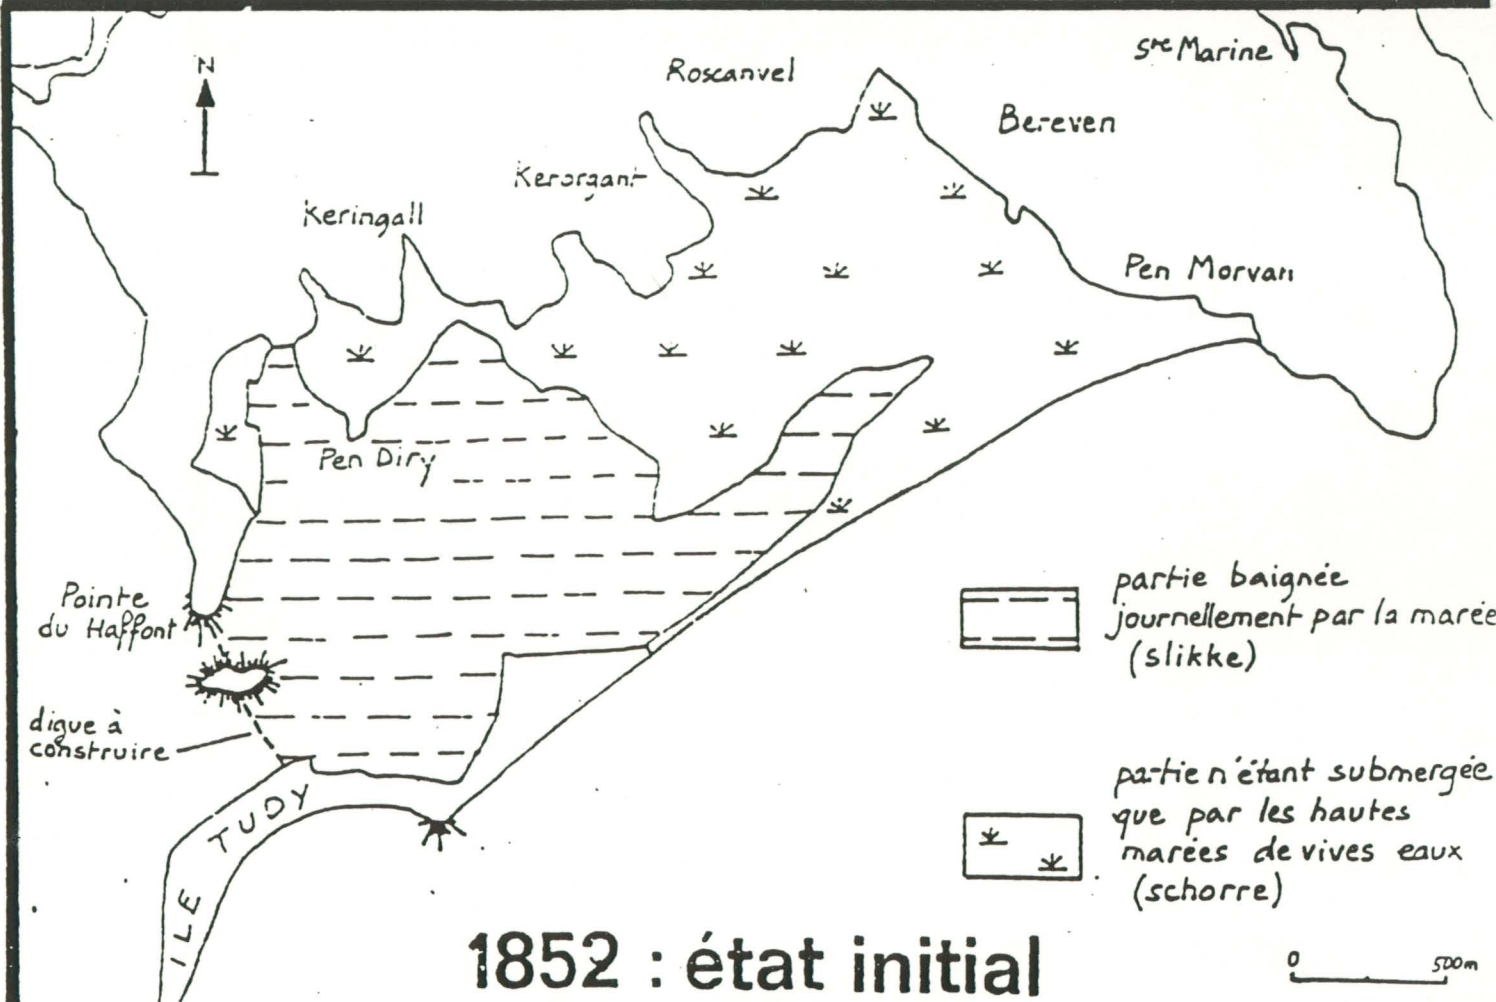 N
Roscanvel
Ste Marine
Bereven
Kerorgant
Keringall
Pen Morvan
Pen Diry
Pointe
du Haffont
digue à
construire
ILE TUDY
partie baignée
journellement par la marée
(slikke)
partie n'étant submergée
que par les hautes
marées de vives eaux
(schorre)
1852 : état initial
0 500m